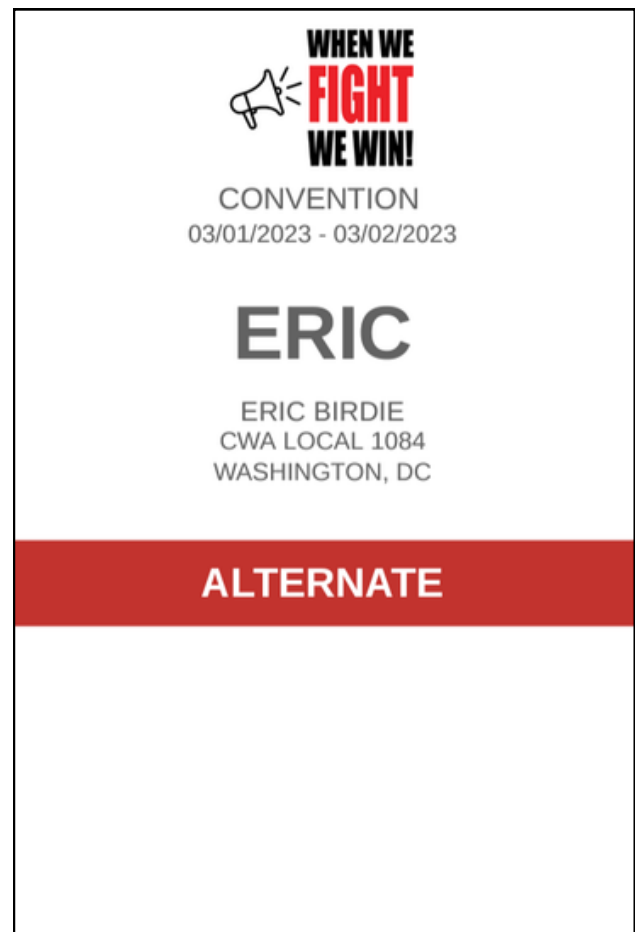 WHEN WE
FIGHT
WE WIN!
CONVENTION
03/01/2023 - 03/02/2023
ERIC
ERIC BIRDIE
CWA LOCAL 1084
WASHINGTON, DC
ALTERNATE